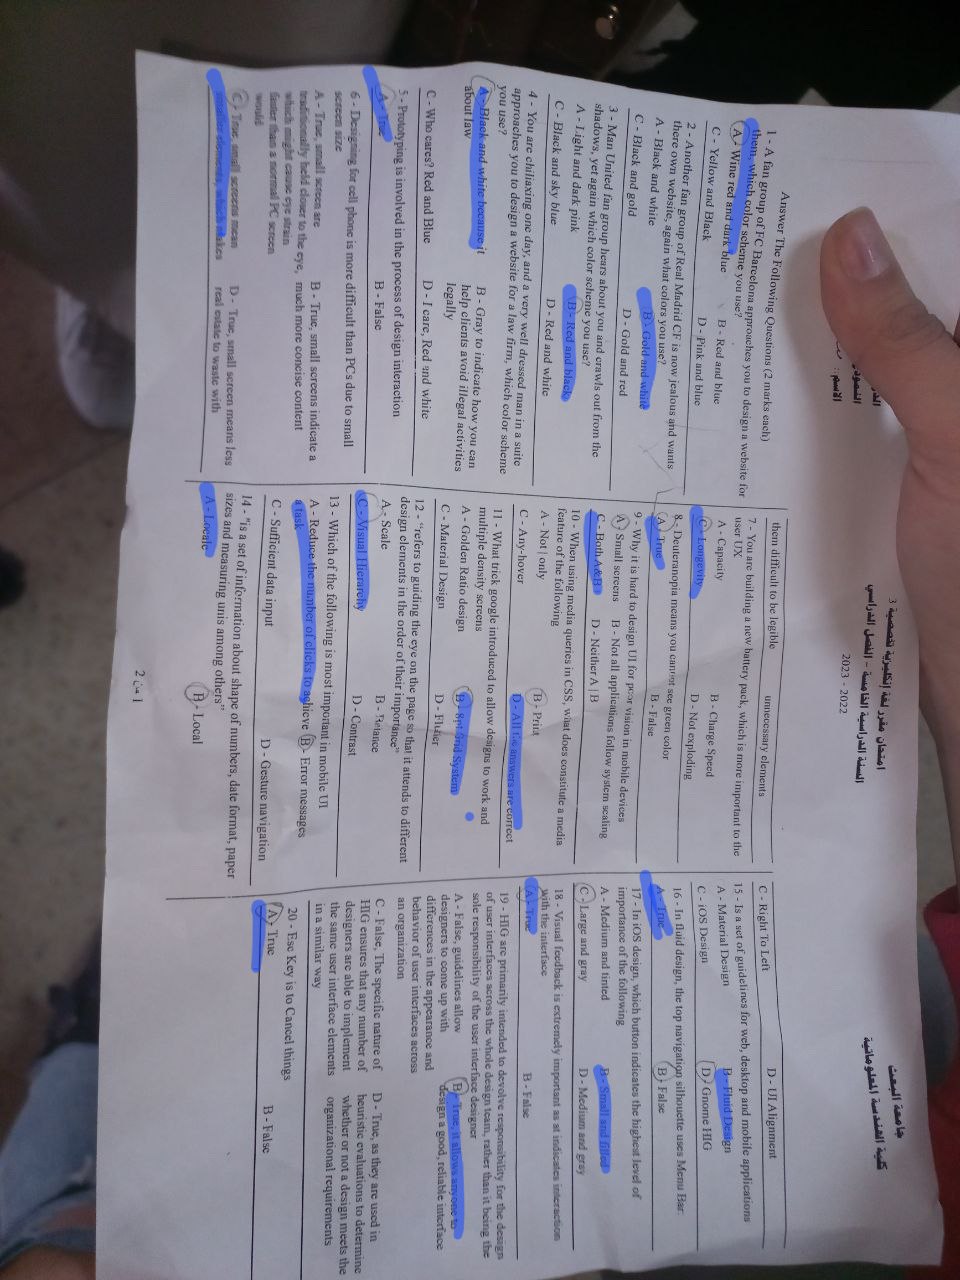 جامعة البعث
كلية الهندسة المعلوماتية
امتحان مقرر لغة إنكليزية تخصصية 3
السنة الدراسية الخامسة - الفصل الدراسي
2022 - 2023
الاسم:
Answer The Following Questions (2 marks each)
1 - A fan group of FC Barcelona approaches you to design a website for
them, which color scheme you use?
A - Wine red and dark blue B - Red and blue
C - Yellow and Black D - Pink and blue
2 - Another fan group of Real Madrid CF is now jealous and wants
there own website, again what colors you use?
A - Black and white B - Gold and white
C - Black and gold D - Gold and red
3 - Man United fan group hears about you and crawls out from the
shadows, yet again which color scheme you use?
A - Light and dark pink B - Red and black
C - Black and sky blue D - Red and white
4 - You are chiliaxing one day, and a very well dressed man in a suite
approaches you to design a website for a law firm, which color scheme
you use?
A - Black and white because it B - Gray to indicate how you can
about law help clients avoid illegal activities
legally
C - Who cares? Red and Blue D - I care, Red and white
5 - Prototyping is involved in the process of design interaction
A - True B - False
6 - Designing for cell phone is more difficult than PCs due to small
screen size
A - True, small screen are B - True, small screens indicate a
traditionally held closer to the eye, much more concise content
which might cause eye strain
faster than a normal PC screen
would
C - True, small screens mean D - True, small screen means less
smaller elements, which makes real estate to waste with
them difficult to be legible unnecessary elements
7 - You are building a new battery pack, which is more important to the
user UX
A - Capacity B - Charge Speed
C - Longevity D - Not exploding
8 - Deuteranopia means you cannot see green color
A - True B - False
9 - Why it is hard to design UI for poor vision in mobile devices
A - Small screens B - Not all applications follow system scaling
C - Both A&B D - Neither A | B
10 - When using media queries in CSS, what does constitute a media
feature of the following
A - Not | only B - Print
C - Any-hover D - All the answers are correct
11 - What trick google introduced to allow designs to work and
multiple density screens
A - Golden Ratio design B - 8pt Grid System
C - Material Design D - Flutter
12 - “refers to guiding the eye on the page so that it attends to different
design elements in the order of their importance”
A - Scale B - Balance
C - Visual Hierarchy D - Contrast
13 - Which of the following is most important in mobile UI
A - Reduce the number of clicks to achieve B - Error messages
a task
C - Sufficient data input D - Gesture navigation
14 - "is a set of information about shape of numbers, date format, paper
sizes and measuring unis among others”
A - Locale B - Local
C - Right To Left D - UI Alignment
15 - Is a set of guidelines for web, desktop and mobile applications
A - Material Design B - Fluid Design
C - iOS Design D - Gnome HIG
16 - In fluid design, the top navigation silhouette uses Menu Bar
A - True B - False
17 - In iOS design, which button indicates the highest level of
importance of the following
A - Medium and tinted B - Small and filled
C - Large and gray D - Medium and gray
18 - Visual feedback is extremely important as at indicates interaction
with the interface
A - True B - False
19 - HIG are primarily intended to devolve responsibility for the design
of user interfaces across the whole design team, rather than it being the
sole responsibility of the user interface designer
A - False, guidelines allow B - True, it allows anyone to
designers to come up with design a good, reliable interface
differences in the appearance and
behavior of user interfaces across
an organization
C - False, The specific nature of D - True, as they are used in
HIG ensures that any number of heuristic evaluations to determine
designers are able to implement whether or not a design meets the
the same user interface elements organizational requirements
in a similar way
20 - Esc Key is to Cancel things
A - True B - False
1 من 2